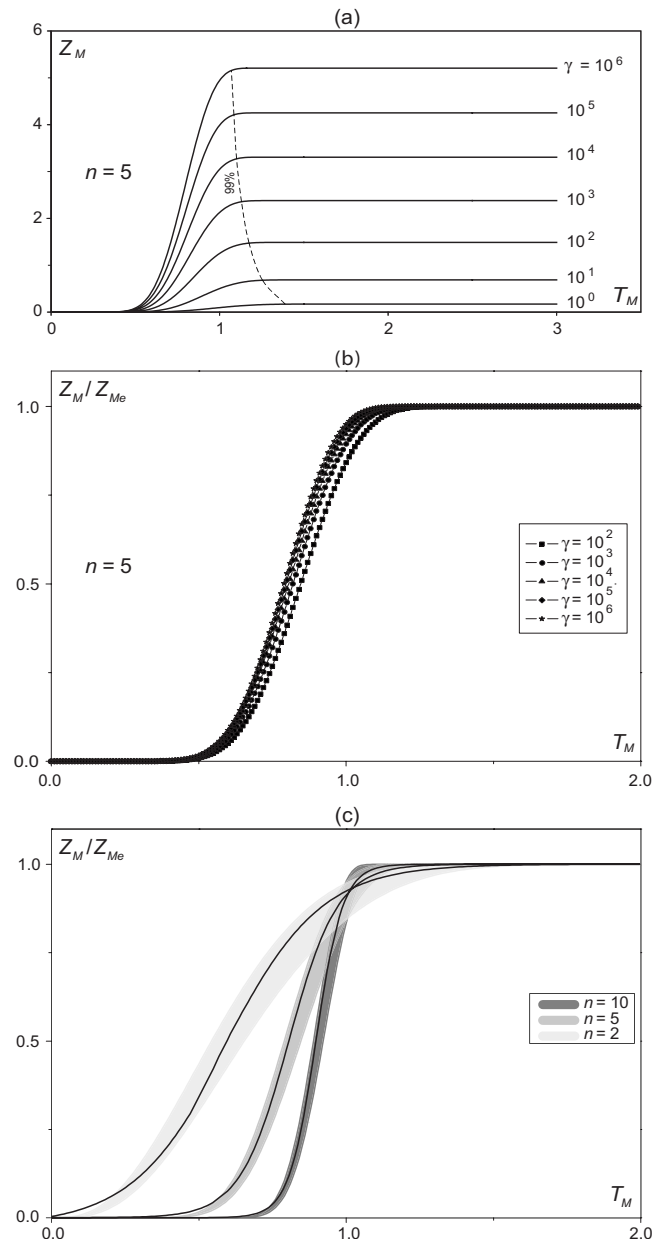 (a)
6
Z_M
γ = 10^6
10^5
4
10^4
n = 5
99%
10^3
2
10^2
10^1
10^0
T_M
0
0
1
2
3
(b)
Z_M / Z_Me
1.0
γ = 10^2
γ = 10^3
n = 5
0.5
γ = 10^4.
γ = 10^5
γ = 10^6
T_M
0.0
0.0
1.0
2.0
(c)
Z_M / Z_Me
1.0
n = 10
n = 5
0.5
n = 2
T_M
0.0
0.0
1.0
2.0